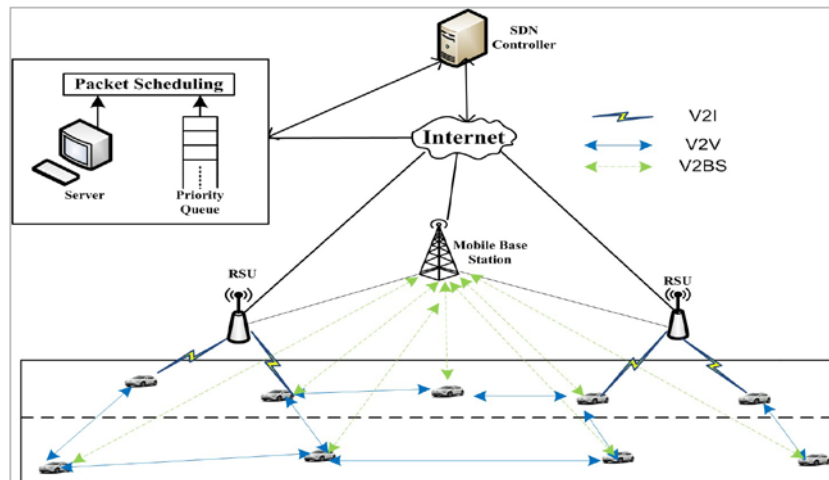 SDN
Controller
Packet Scheduling
Server
Priority
Queue
Internet
V2I
V2V
V2BS
Mobile Base
Station
RSU
RSU